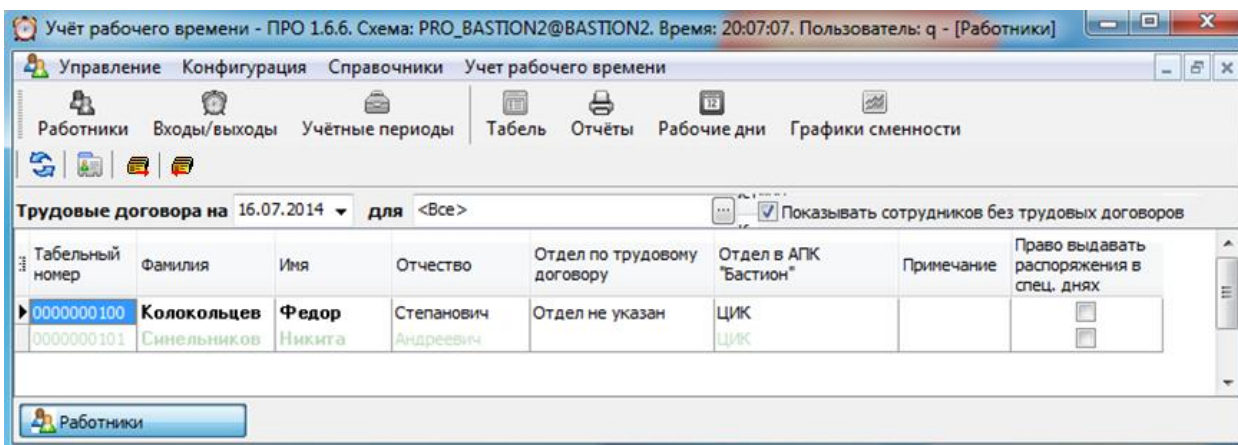 Учёт рабочего времени - ПРО 1.6.6. Схема: PRO_BASTION2@BASTION2. Время: 20:07:07. Пользователь: q - [Работники]
Управление Конфигурация Справочники Учет рабочего времени
Работники Входы/выходы Учётные периоды Табель Отчёты Рабочие дни Графики сменности
Трудовые договора на 16.07.2014 для <Все> ... Показывать сотрудников без трудовых договоров
Табельный номер Фамилия Имя Отчество Отдел по трудовому договору Отдел в АПК "Бастион" Примечание Право выдавать распоряжения в спец. днях
0000000100 Колокольцев Федор Степанович Отдел не указан ЦИК
0000000101 Синельников Никита Андреевич ЦИК
Работники